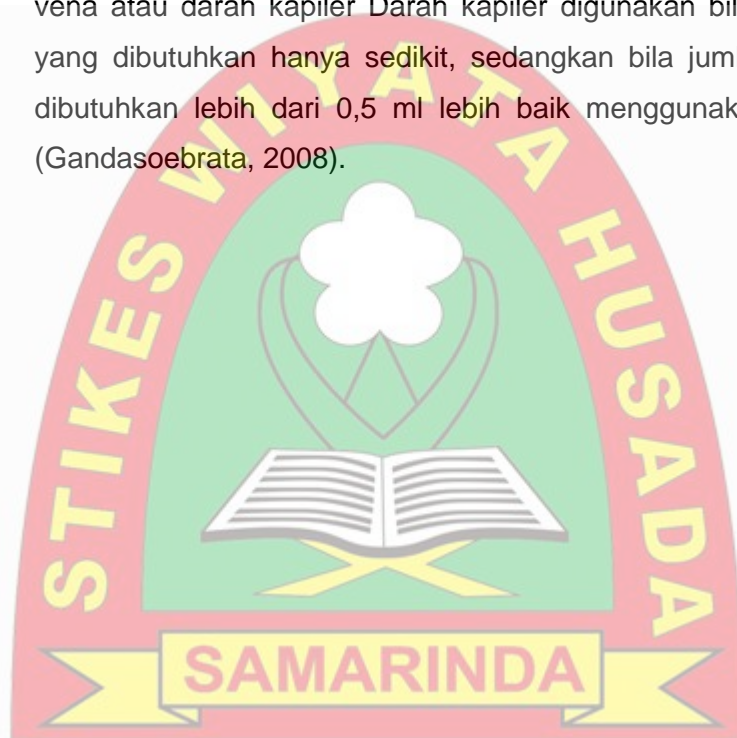 vena atau darah kapiler Darah kapiler digunakan bil
yang dibutuhkan hanya sedikit, sedangkan bila juml
dibutuhkan lebih dari 0,5 ml lebih baik menggunak
(Gandasoebrata, 2008).
STIKES WIYATA HUSADA
SAMARINDA